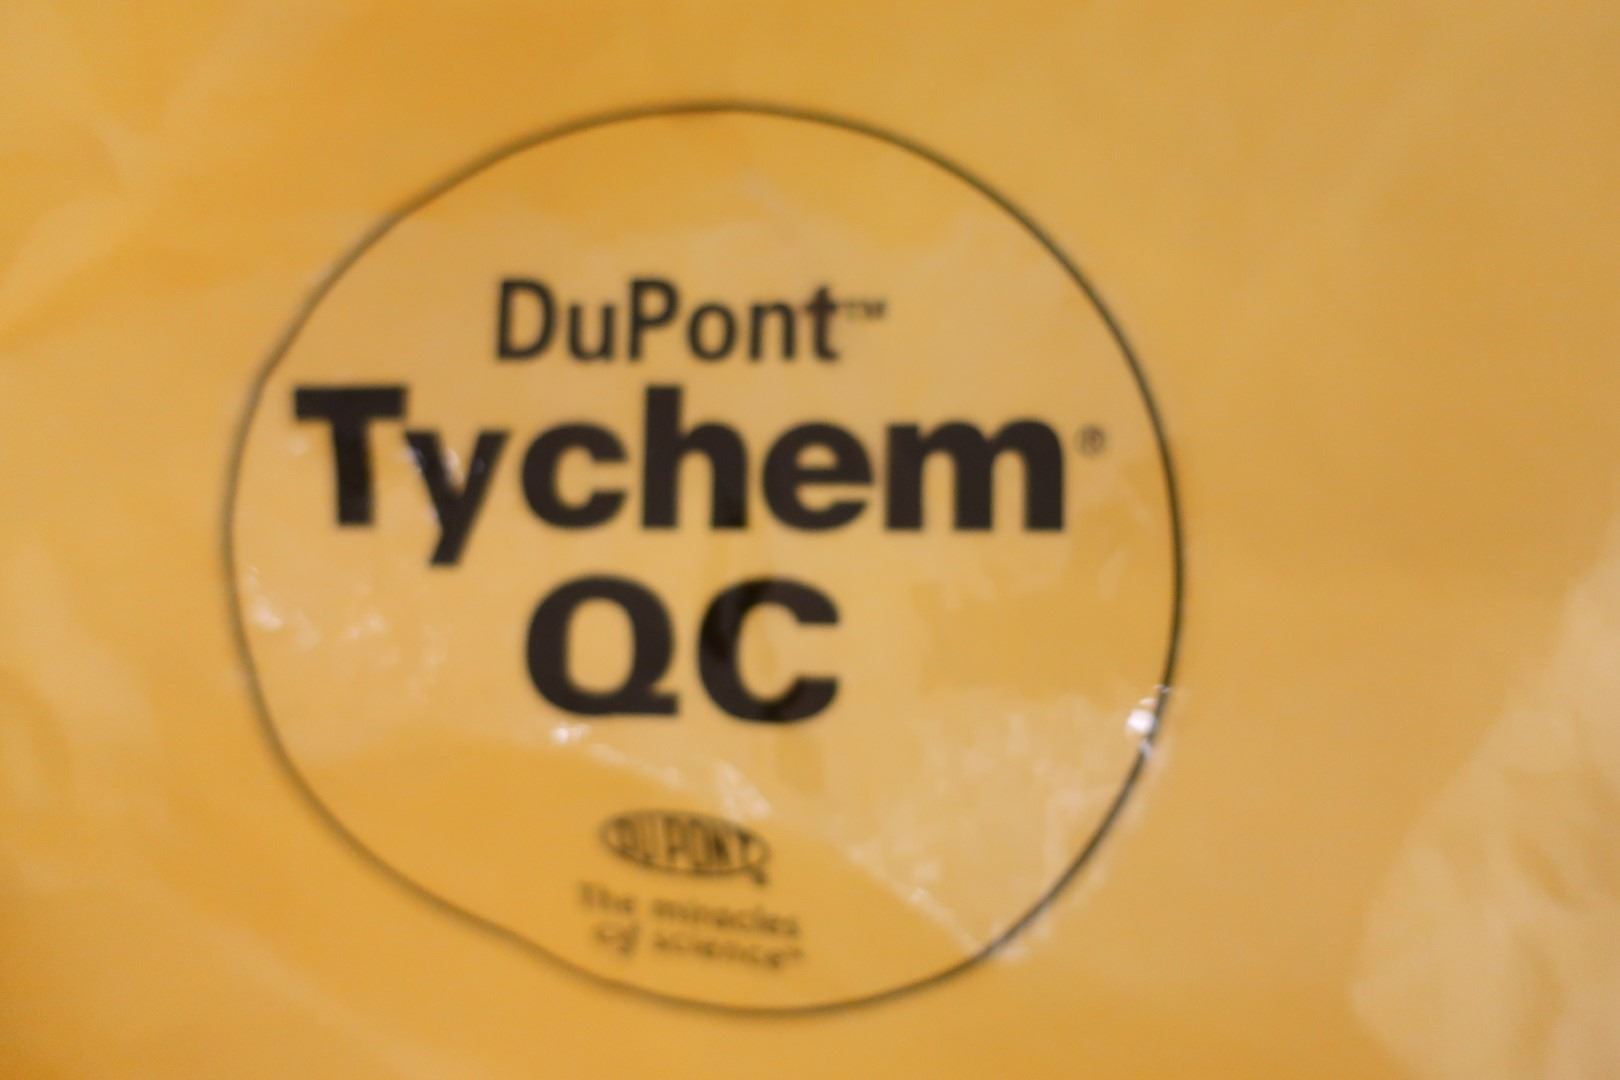 DuPont™
Tychem®
QC
DUPONT
The miracles
of science®